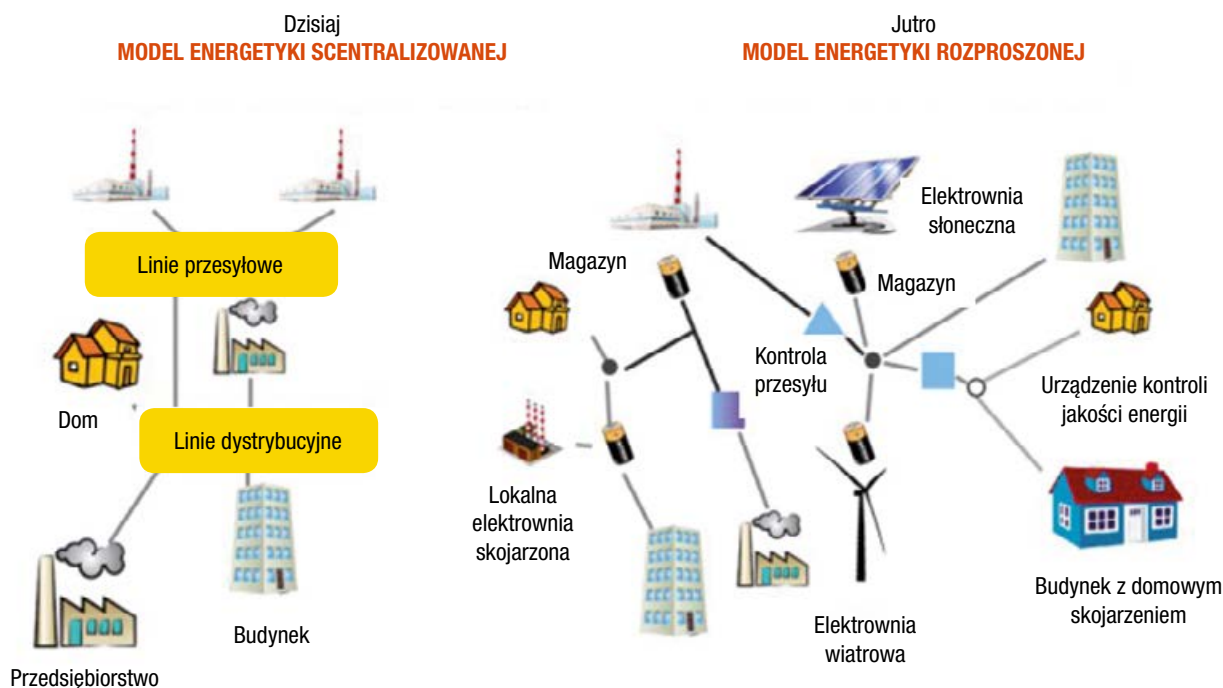 Dzisiaj
MODEL ENERGETYKI SCENTRALIZOWANEJ
Linie przesyłowe
Dom
Linie dystrybucyjne
Budynek
Przedsiębiorstwo
Jutro
MODEL ENERGETYKI ROZPROSZONEJ
Elektrownia
słoneczna
Magazyn
Magazyn
Kontrola
przesyłu
Urządzenie kontroli
jakości energii
Lokalna
elektrownia
skojarzona
Elektrownia
wiatrowa
Budynek z domowym
skojarzeniem